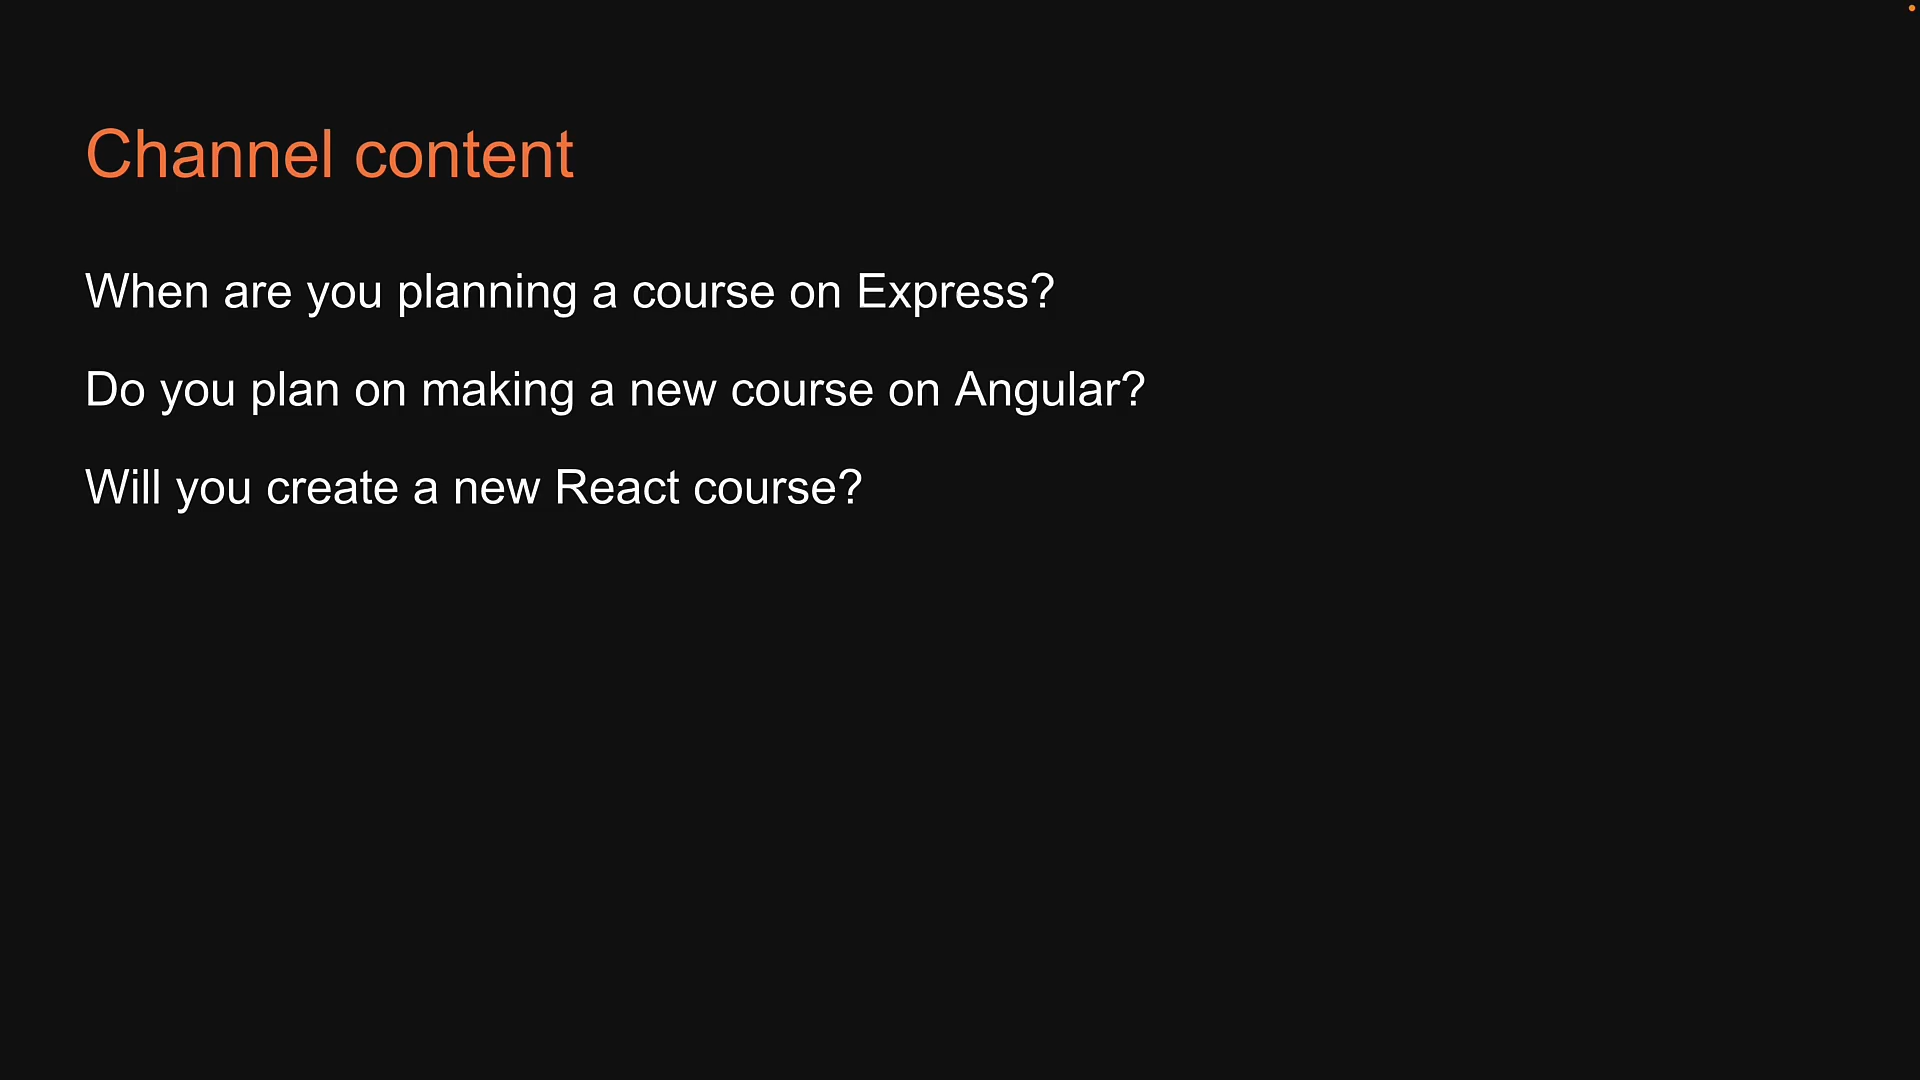 Channel content
When are you planning a course on Express?
Do you plan on making a new course on Angular?
Will you create a new React course?